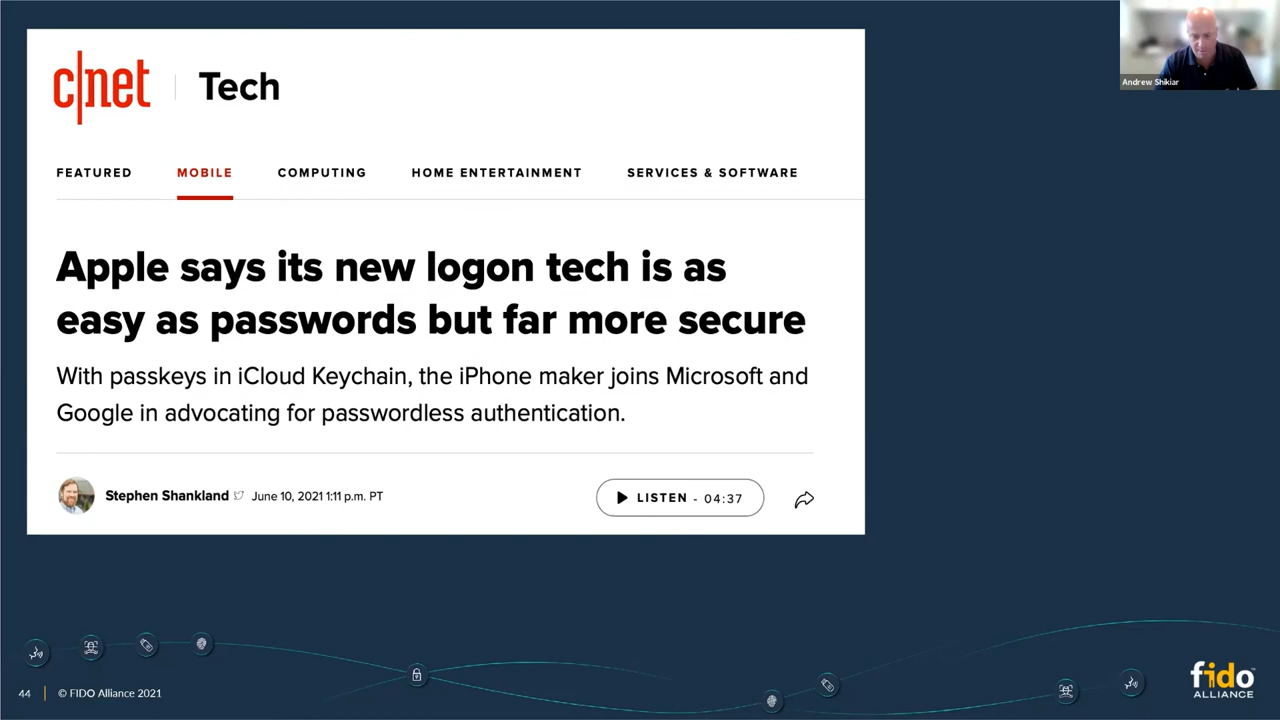 c|net Tech
Andrew Shikiar
FEATURED MOBILE COMPUTING HOME ENTERTAINMENT SERVICES & SOFTWARE
Apple says its new logon tech is as
easy as passwords but far more secure
With passkeys in iCloud Keychain, the iPhone maker joins Microsoft and
Google in advocating for passwordless authentication.
Stephen Shankland June 10, 2021 1:11 p.m. PT LISTEN - 04:37
44 © FIDO Alliance 2021
fido
ALLIANCE